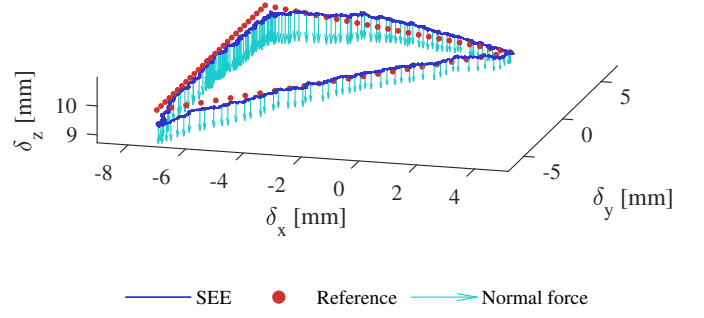 10
9
δz [mm]
-8
-6
-4
-2
0
2
4
δx [mm]
5
0
-5
δy [mm]
SEE
Reference
Normal force